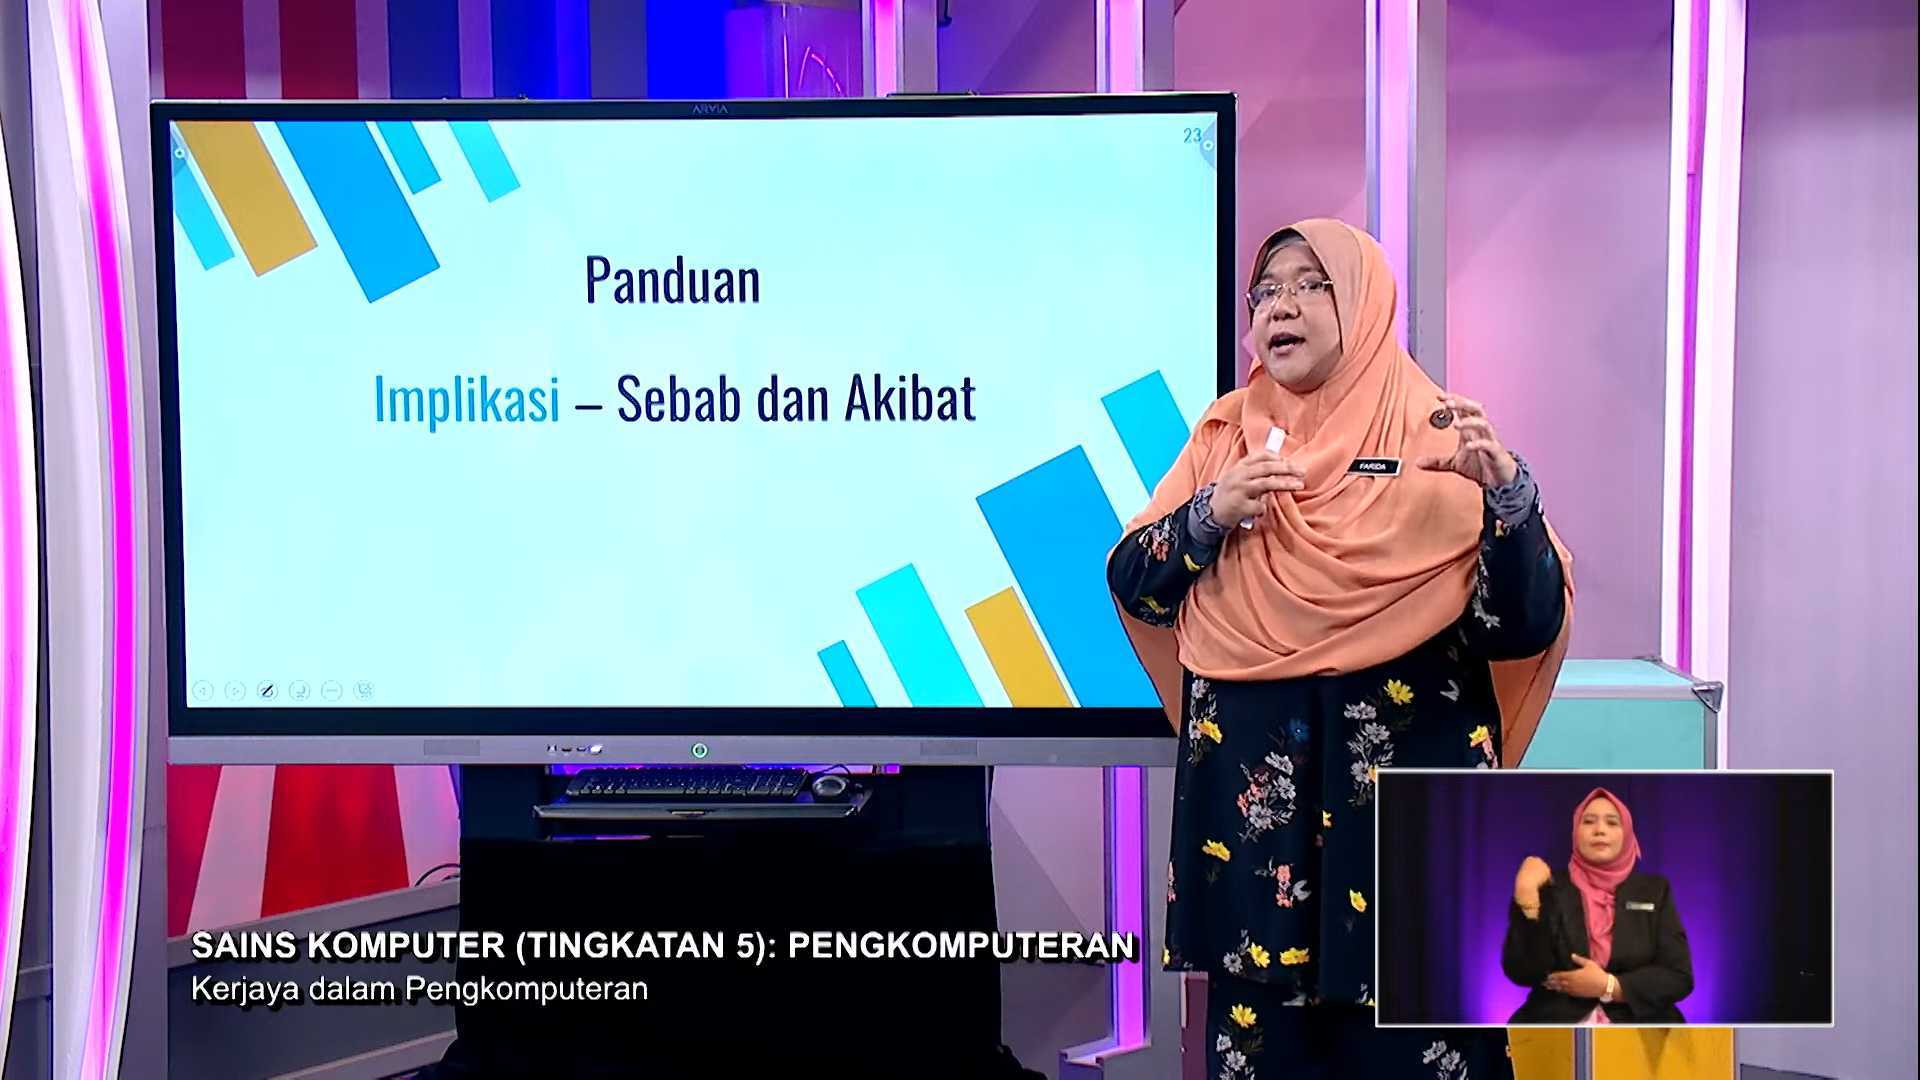 ARVIA
23
Panduan
Implikasi – Sebab dan Akibat
FARIDA
SAINS KOMPUTER (TINGKATAN 5): PENGKOMPUTERAN
Kerjaya dalam Pengkomputeran